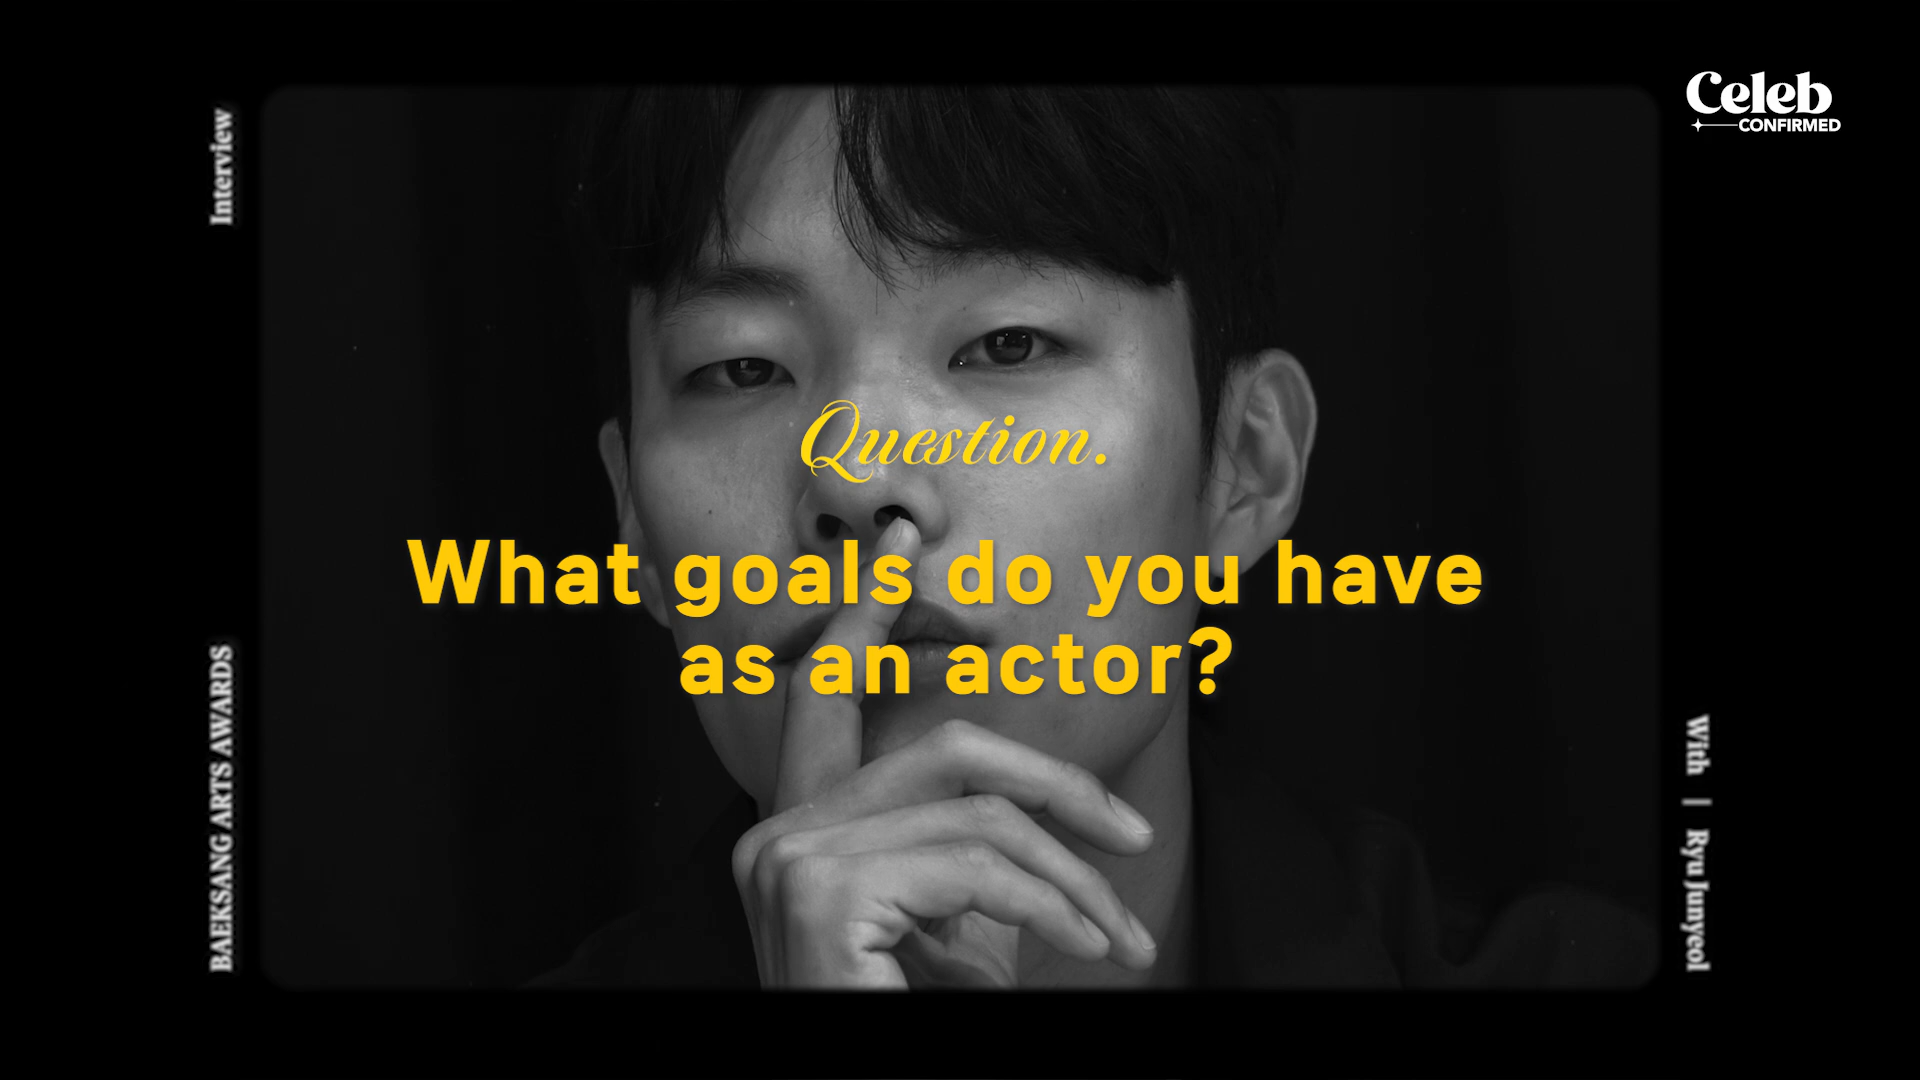 Interview
Celeb
CONFIRMED
Question.
What goals do you have
as an actor?
BAEKSANG ARTS AWARDS
With | Ryu Junyeol